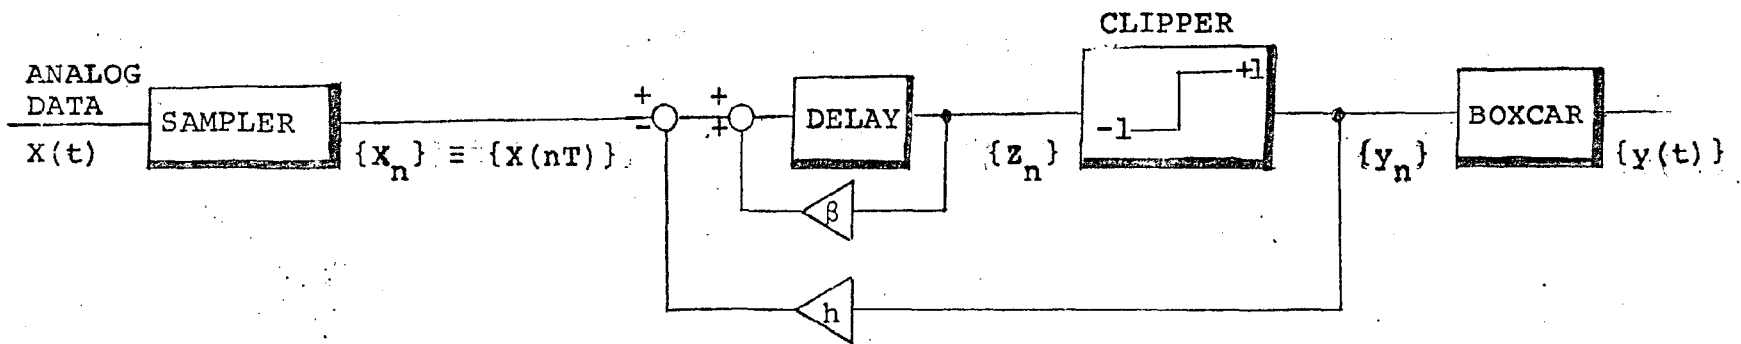 CLIPPER
ANALOG
DATA
SAMPLER
+
-
+
+
DELAY
-1
+1
BOXCAR
X(t)
{X_n} ≡ {X(nT)}
{Z_n}
{y_n}
{y(t)}
β
h